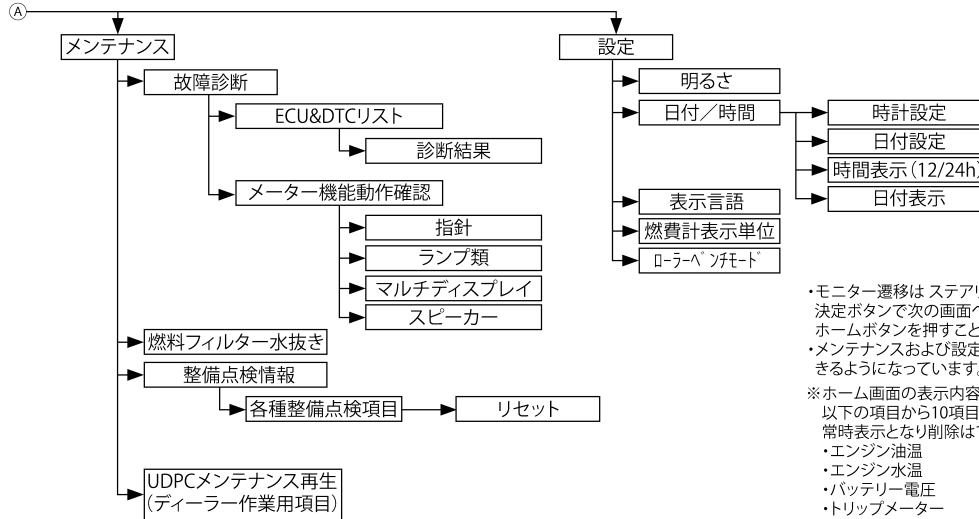 A
メンテナンス
設定
故障診断
明るさ
ECU&DTCリスト
日付／時間
時計設定
診断結果
日付設定
時間表示(12/24h)
メーター機能動作確認
表示言語
日付表示
指針
燃費計表示単位
ランプ類
ﾛｰﾗｰﾍﾞﾝﾁﾓｰﾄﾞ
マルチディスプレイ
スピーカー
燃料フィルター水抜き
整備点検情報
各種整備点検項目
リセット
UDPCメンテナンス再生
(ディーラー作業用項目)
・モニター遷移は ステアリ
決定ボタンで次の画面へ
ホームボタンを押すこと
・メンテナンスおよび設定
きるようになっています。
※ホーム画面の表示内容
以下の項目から10項目
常時表示となり削除は
・エンジン油温
・エンジン水温
・バッテリー電圧
・トリップメーター